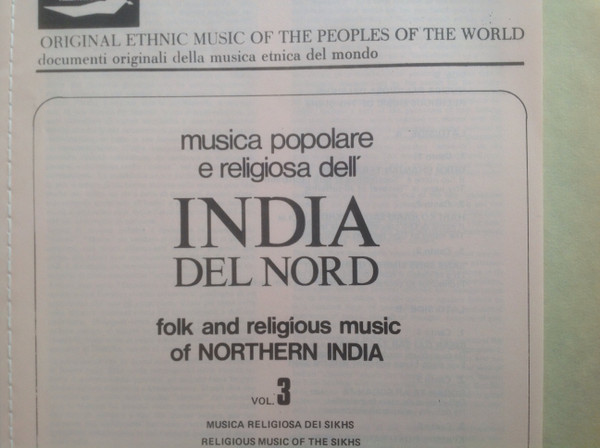 ORIGINAL ETHNIC MUSIC OF THE PEOPLES OF THE WORLD
documenti originali della musica etnica del mondo
musica popolare
e religiosa dell'
INDIA
DEL NORD
folk and religious music
of NORTHERN INDIA
VOL. 3
MUSICA RELIGIOSA DEI SIKHS
RELIGIOUS MUSIC OF THE SIKHS